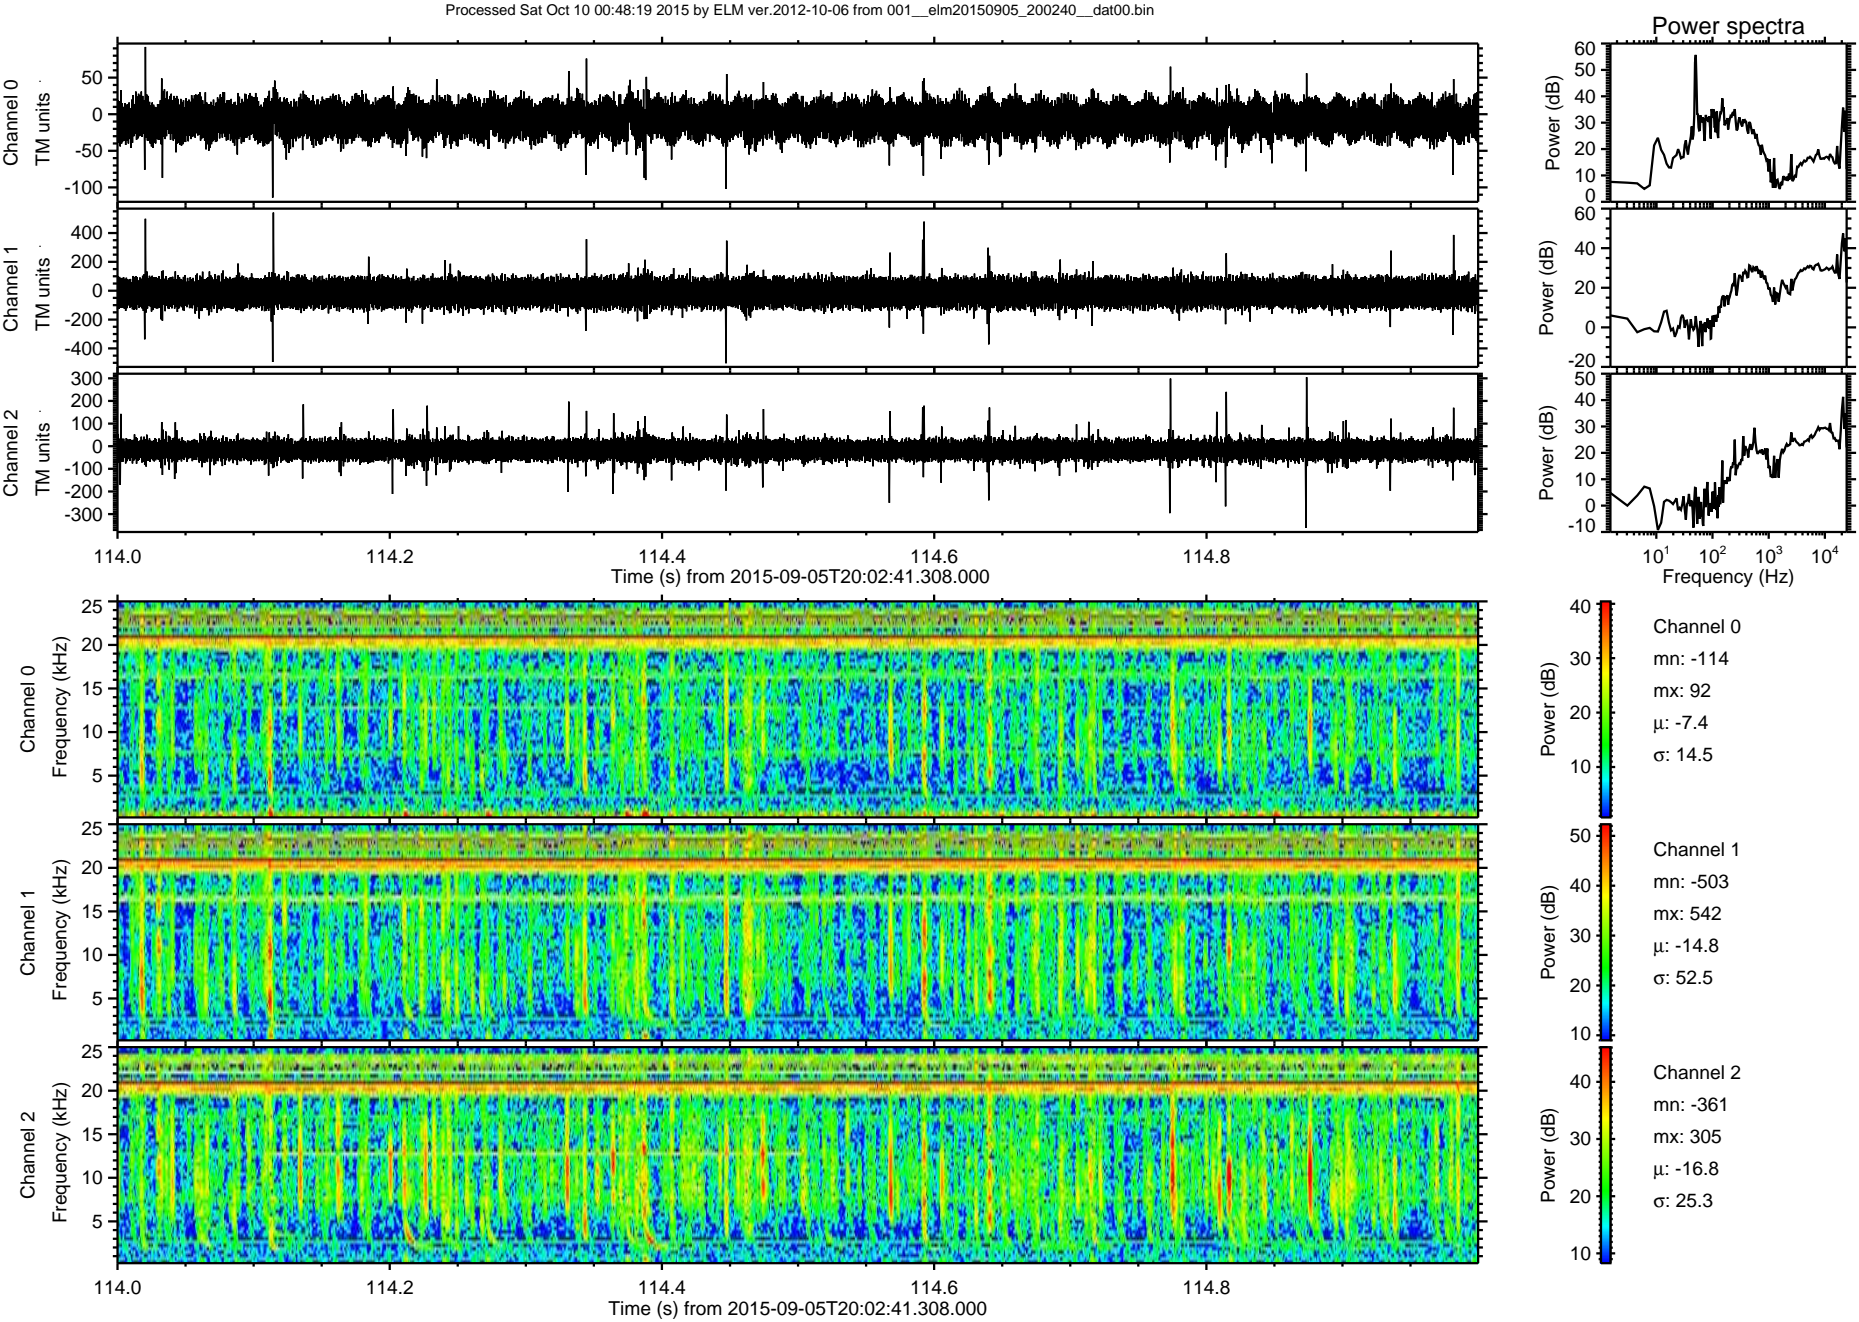 Processed Sat Oct 10 00:48:19 2015 by ELM ver.2012-10-06 from 001__elm20150905_200240__dat00.bin
Power spectra
Channel 0
TM units
50
0
-50
-100
Power (dB)
60
50
40
30
20
10
0
Channel 1
TM units
400
200
0
-200
-400
Power (dB)
60
40
20
0
-20
Channel 2
TM units
300
200
100
0
-100
-200
-300
Power (dB)
50
40
30
20
10
0
-10
114.0 114.2 114.4 114.6 114.8
Time (s) from 2015-09-05T20:02:41.308.000
10¹ 10² 10³ 10⁴
Frequency (Hz)
Channel 0
Frequency (kHz)
25
20
15
10
5
Power (dB)
40
30
20
10
Channel 0
mn: -114
mx: 92
μ: -7.4
σ: 14.5
Channel 1
Frequency (kHz)
25
20
15
10
5
Power (dB)
50
40
30
20
10
Channel 1
mn: -503
mx: 542
μ: -14.8
σ: 52.5
Channel 2
Frequency (kHz)
25
20
15
10
5
Power (dB)
40
30
20
10
Channel 2
mn: -361
mx: 305
μ: -16.8
σ: 25.3
114.0 114.2 114.4 114.6 114.8
Time (s) from 2015-09-05T20:02:41.308.000